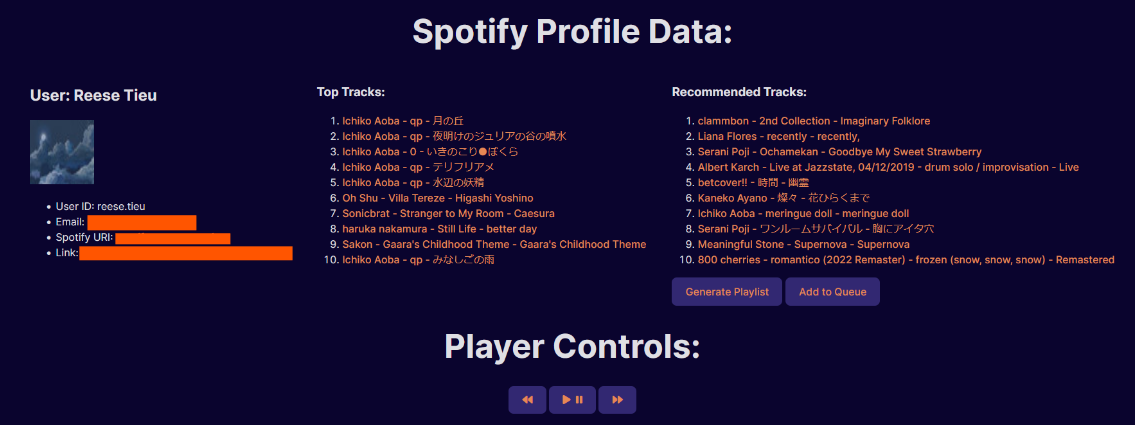 Spotify Profile Data:
User: Reese Tieu
User ID: reese.tieu
Email:
Spotify URI:
Link:
Top Tracks:
1. Ichiko Aoba - qp - 月の丘
2. Ichiko Aoba - qp - 夜明けのジュリアの谷の噴水
3. Ichiko Aoba - 0 - いきのこり●ぼくら
4. Ichiko Aoba - qp - テリフリアメ
5. Ichiko Aoba - qp - 水辺の妖精
6. Oh Shu - Villa Tereze - Higashi Yoshino
7. Sonicbrat - Stranger to My Room - Caesura
8. haruka nakamura - Still Life - better day
9. Sakon - Gaara's Childhood Theme - Gaara's Childhood Theme
10. Ichiko Aoba - qp - みなしごの雨
Recommended Tracks:
1. clammbon - 2nd Collection - Imaginary Folklore
2. Liana Flores - recently - recently,
3. Serani Poji - Ochamekan - Goodbye My Sweet Strawberry
4. Albert Karch - Live at Jazzstate, 04/12/2019 - drum solo / improvisation - Live
5. betcover!! - 時間 - 幽霊
6. Kaneko Ayano - 燦々 - 花ひらくまで
7. Ichiko Aoba - meringue doll - meringue doll
8. Serani Poji - ワンルームサバイバル - 胸にアイタ穴
9. Meaningful Stone - Supernova - Supernova
10. 800 cherries - romantico (2022 Remaster) - frozen (snow, snow, snow) - Remastered
Generate Playlist
Add to Queue
Player Controls: